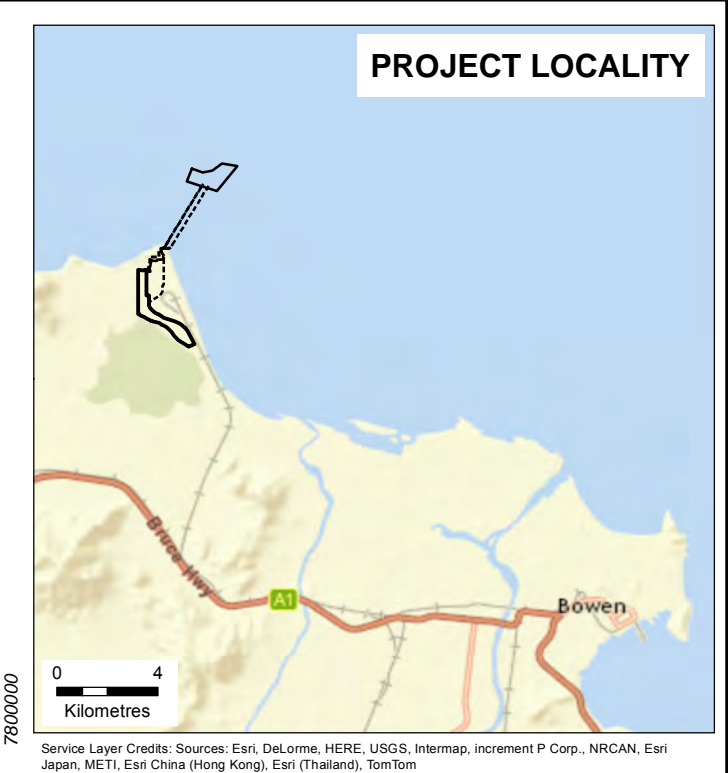 PROJECT LOCALITY
Bruce Hwy
A1
Bowen
0 4
Kilometres
7800000
Service Layer Credits: Sources: Esri, DeLorme, HERE, USGS, Intermap, increment P Corp., NRCAN, Esri
Japan, METI, Esri China (Hong Kong), Esri (Thailand), TomTom